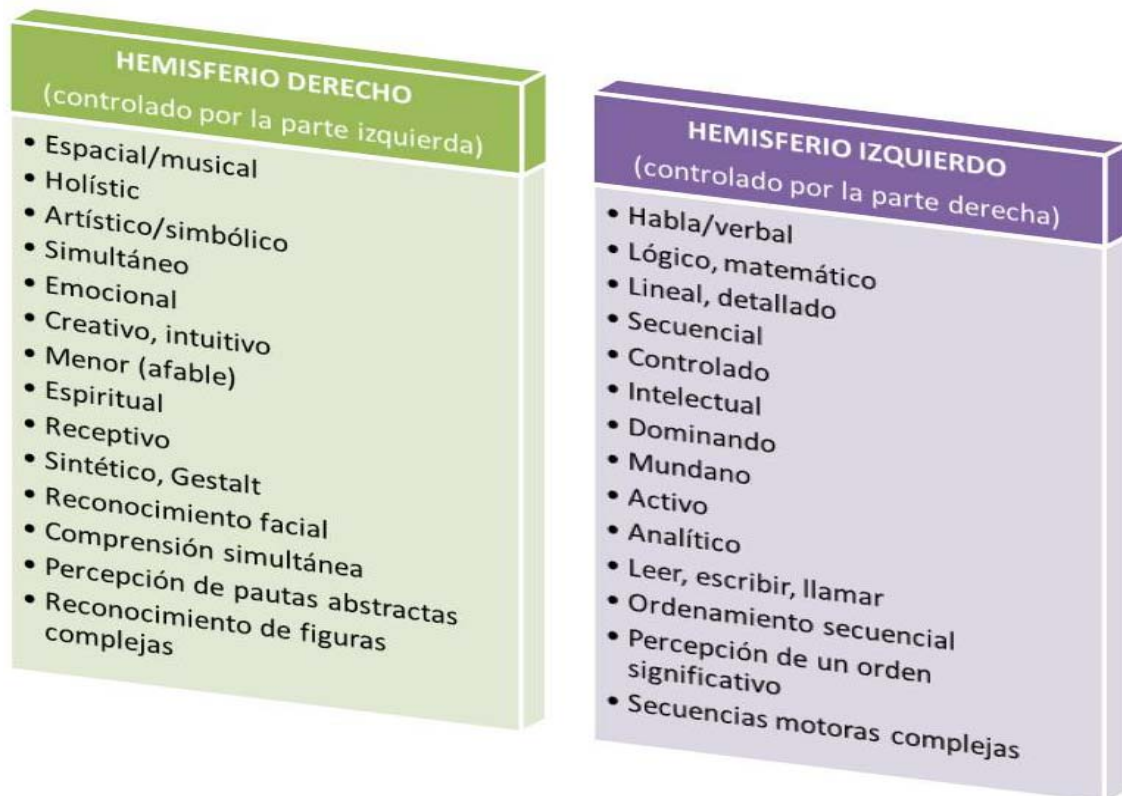 HEMISFERIO DERECHO
(controlado por la parte izquierda)
• Espacial/musical
• Holístic
• Artístico/simbólico
• Simultáneo
• Emocional
• Creativo, intuitivo
• Menor (afable)
• Espiritual
• Receptivo
• Sintético, Gestalt
• Reconocimiento facial
• Comprensión simultánea
• Percepción de pautas abstractas
• Reconocimiento de figuras
complejas
HEMISFERIO IZQUIERDO
(controlado por la parte derecha)
• Habla/verbal
• Lógico, matemático
• Lineal, detallado
• Secuencial
• Controlado
• Intelectual
• Dominando
• Mundano
• Activo
• Analítico
• Leer, escribir, llamar
• Ordenamiento secuencial
• Percepción de un orden
significativo
• Secuencias motoras complejas